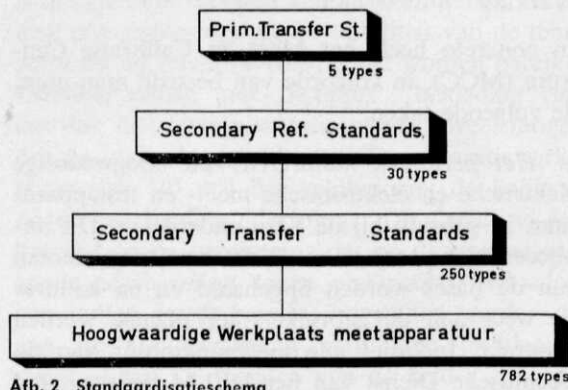 Prim.Transfer St.
5 types
Secondary Ref. Standards
30 types
Secondary Transfer Standards
250 types
Hoogwaardige Werkplaats meetapparatuur
782 types
Afb. 2 Standaardisatieschema